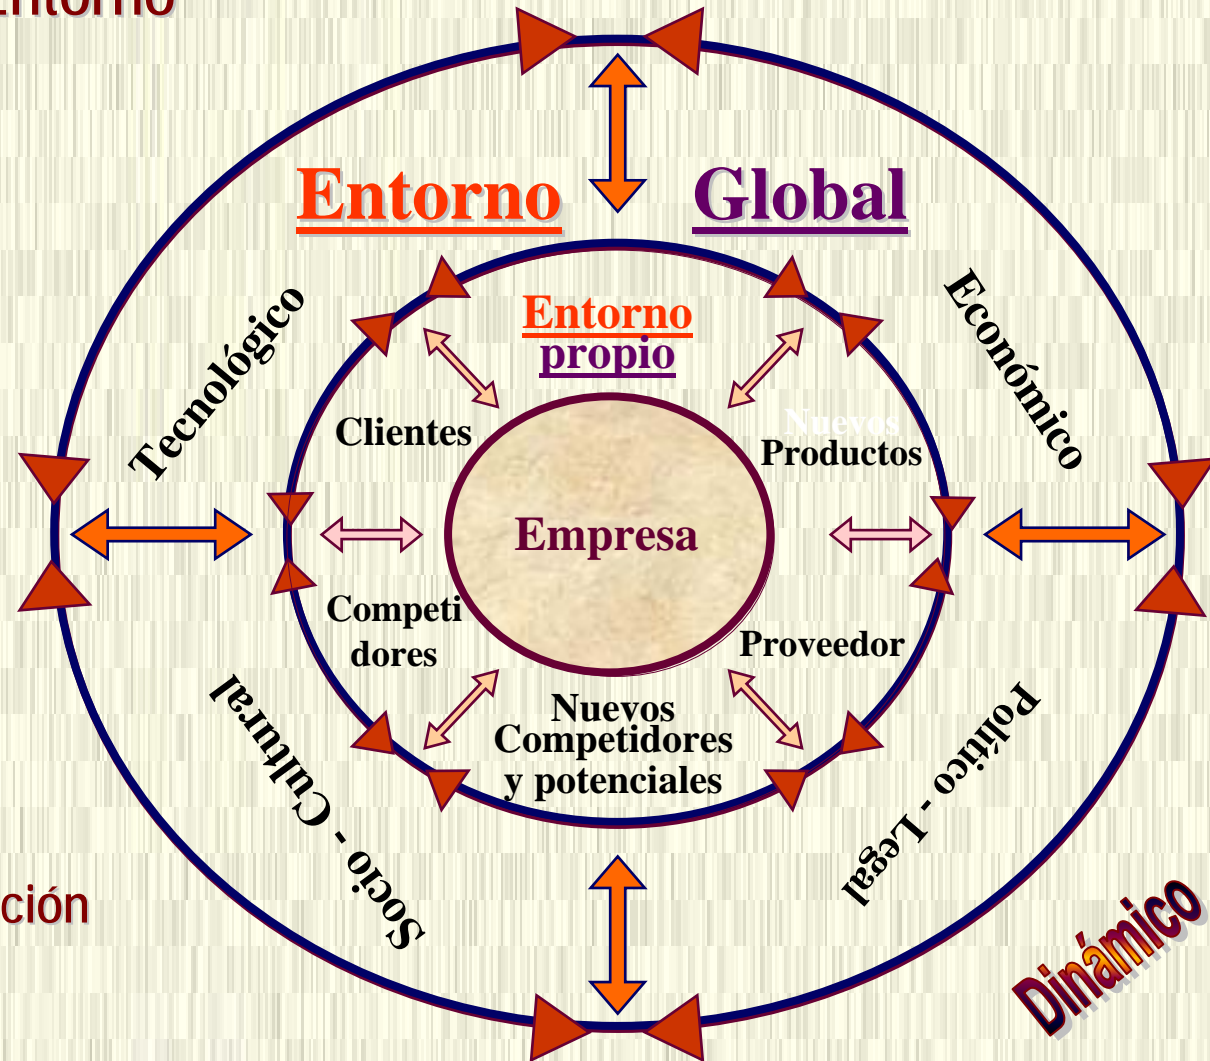 Entorno
Entorno Global
Tecnológico
Económico
Entorno
propio
Clientes
Nuevos
Productos
Empresa
Competi
dores
Proveedor
Nuevos
Competidores
y potenciales
Socio - Cultural
Político - Legal
ción
Dinámico